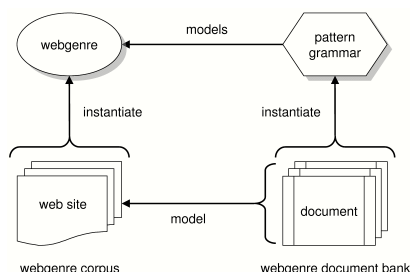 webgenre
models
pattern
grammar
instantiate
instantiate
web site
model
document
webgenre corpus
webgenre document bank